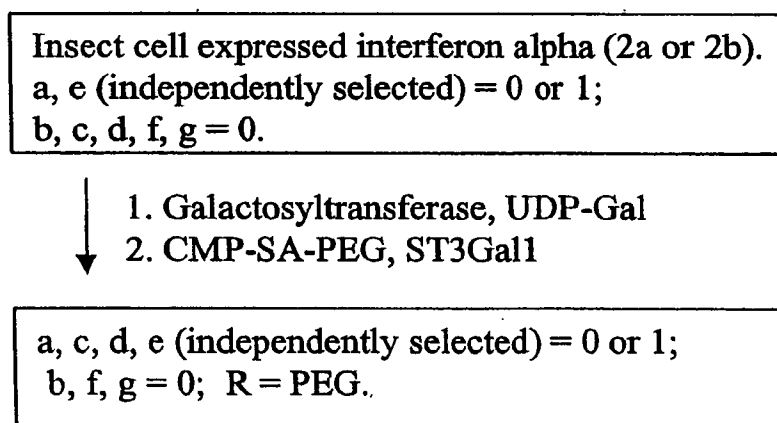 Insect cell expressed interferon alpha (2a or 2b).
a, e (independently selected) = 0 or 1;
b, c, d, f, g = 0.
1. Galactosyltransferase, UDP-Gal
2. CMP-SA-PEG, ST3Gal1
a, c, d, e (independently selected) = 0 or 1;
b, f, g = 0; R = PEG.